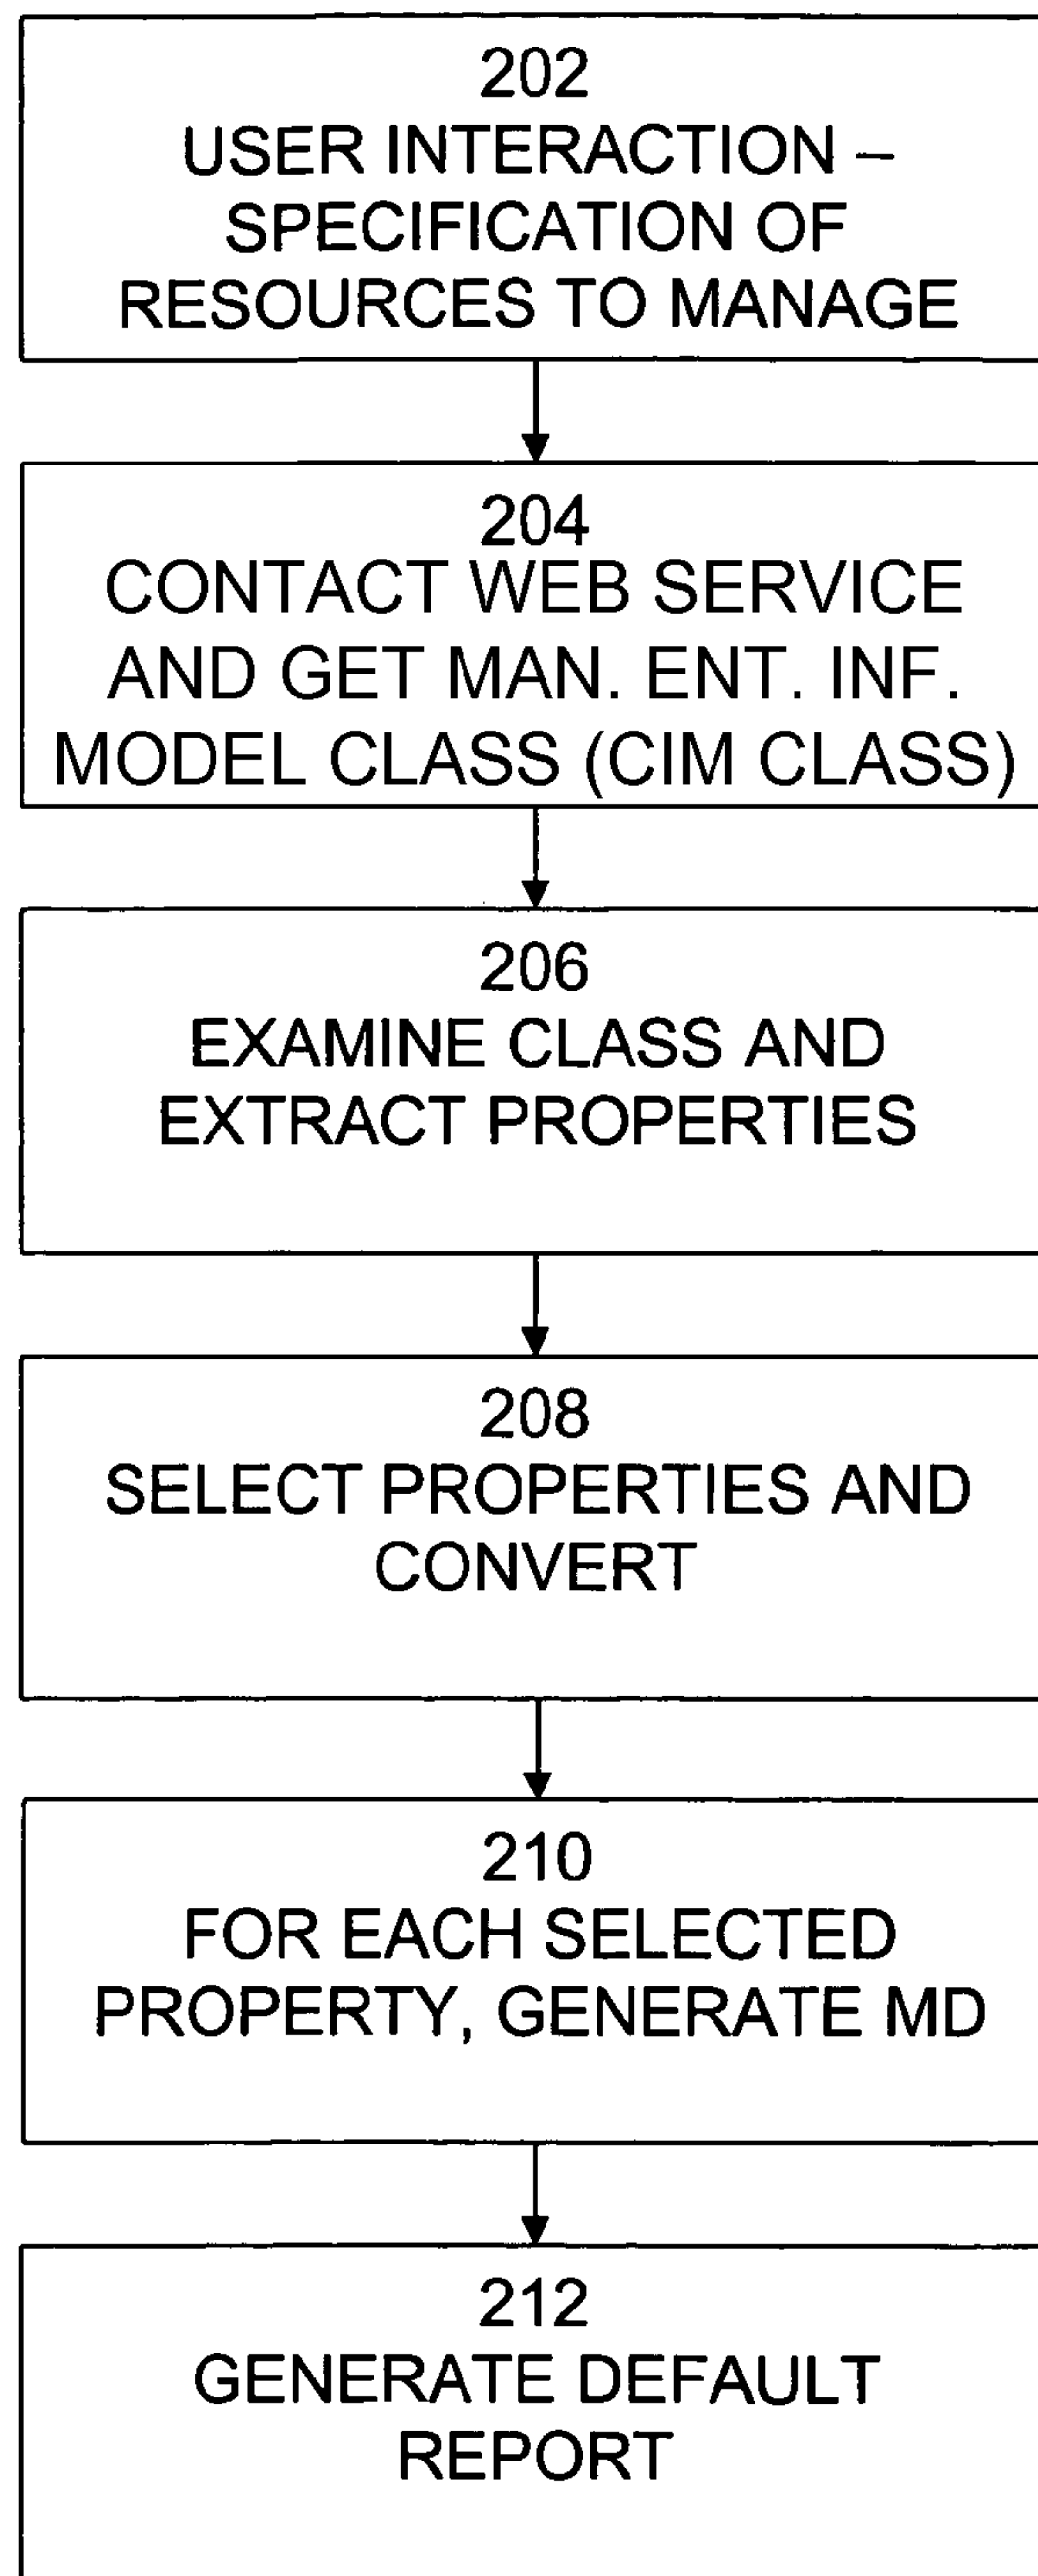 202
USER INTERACTION –
SPECIFICATION OF
RESOURCES TO MANAGE
204
CONTACT WEB SERVICE
AND GET MAN. ENT. INF.
MODEL CLASS (CIM CLASS)
206
EXAMINE CLASS AND
EXTRACT PROPERTIES
208
SELECT PROPERTIES AND
CONVERT
210
FOR EACH SELECTED
PROPERTY, GENERATE MD
212
GENERATE DEFAULT
REPORT